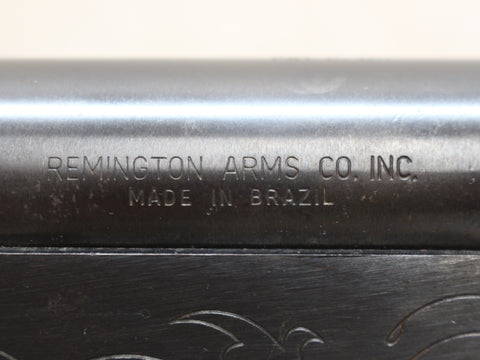 REMINGTON ARMS CO. INC.
MADE IN BRAZIL